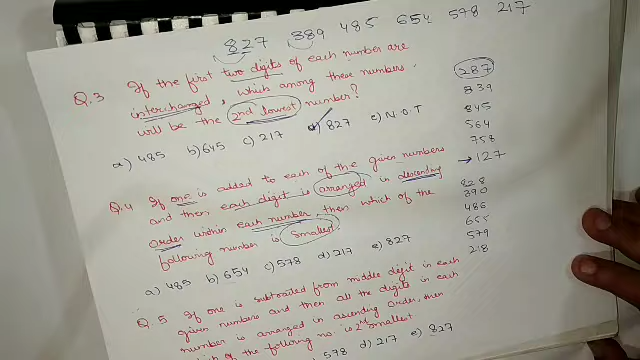 827 389 485 654 578 217
Q.3 If the first two digits of each number are
interchanged, which among these numbers
will be the 2nd lowest number?
a) 485 b) 645 c) 217 d) 827 e) N.O.T
287
839
845
564
758
→ 127
Q.4 If one is added to each of the given numbers
and then each digit is arranged in descending
order within each number, then which of the
following number is smallest
a) 485 b) 654 c) 578 d) 217 e) 827
828
390
486
655
579
218
Q.5 If one is subtracted from middle digit in each
given numbers and then all the digits in each
number is arranged in ascending order, then
which of the following no. is 2nd smallest
578 d) 217 e) 827